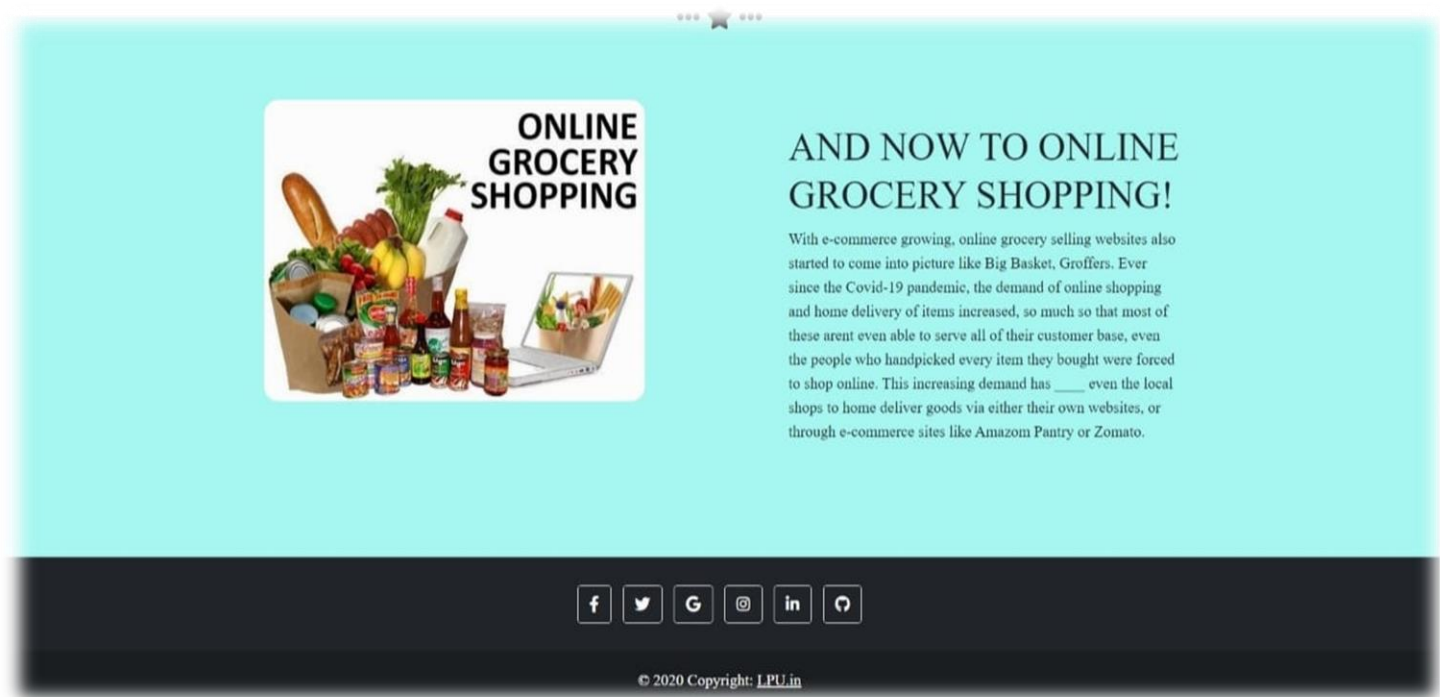 ONLINE
GROCERY
SHOPPING
AND NOW TO ONLINE
GROCERY SHOPPING!
With e-commerce growing, online grocery selling websites also
started to come into picture like Big Basket, Groffers. Ever
since the Covid-19 pandemic, the demand of online shopping
and home delivery of items increased, so much so that most of
these arent even able to serve all of their customer base, even
the people who handpicked every item they bought were forced
to shop online. This increasing demand has ____ even the local
shops to home deliver goods via either their own websites, or
through e-commerce sites like Amazom Pantry or Zomato.
© 2020 Copyright: LPU.in